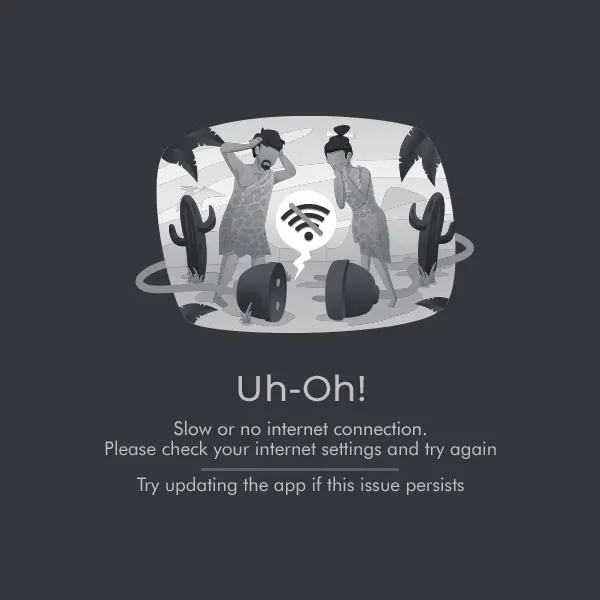 Uh-Oh!
Slow or no internet connection.
Please check your internet settings and try again
Try updating the app if this issue persists